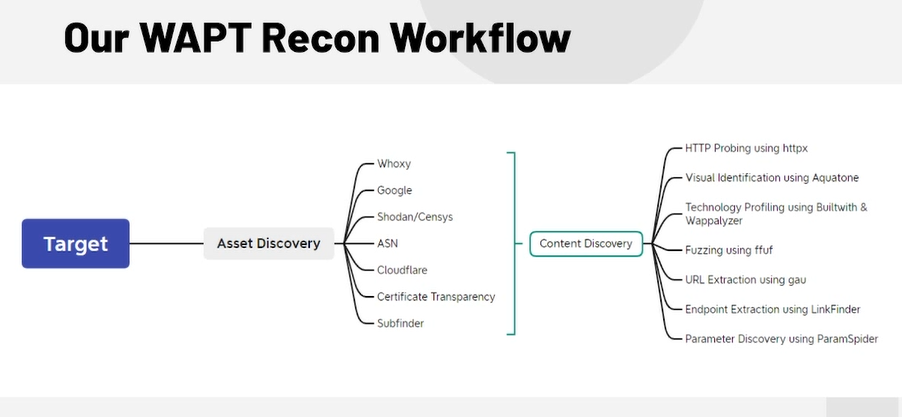 Our WAPT Recon Workflow
Target
Asset Discovery
Whoxy
Google
Shodan/Censys
ASN
Cloudflare
Certificate Transparency
Subfinder
Content Discovery
HTTP Probing using httpx
Visual Identification using Aquatone
Technology Profiling using Builtwith &
Wappalyzer
Fuzzing using ffuf
URL Extraction using gau
Endpoint Extraction using LinkFinder
Parameter Discovery using ParamSpider